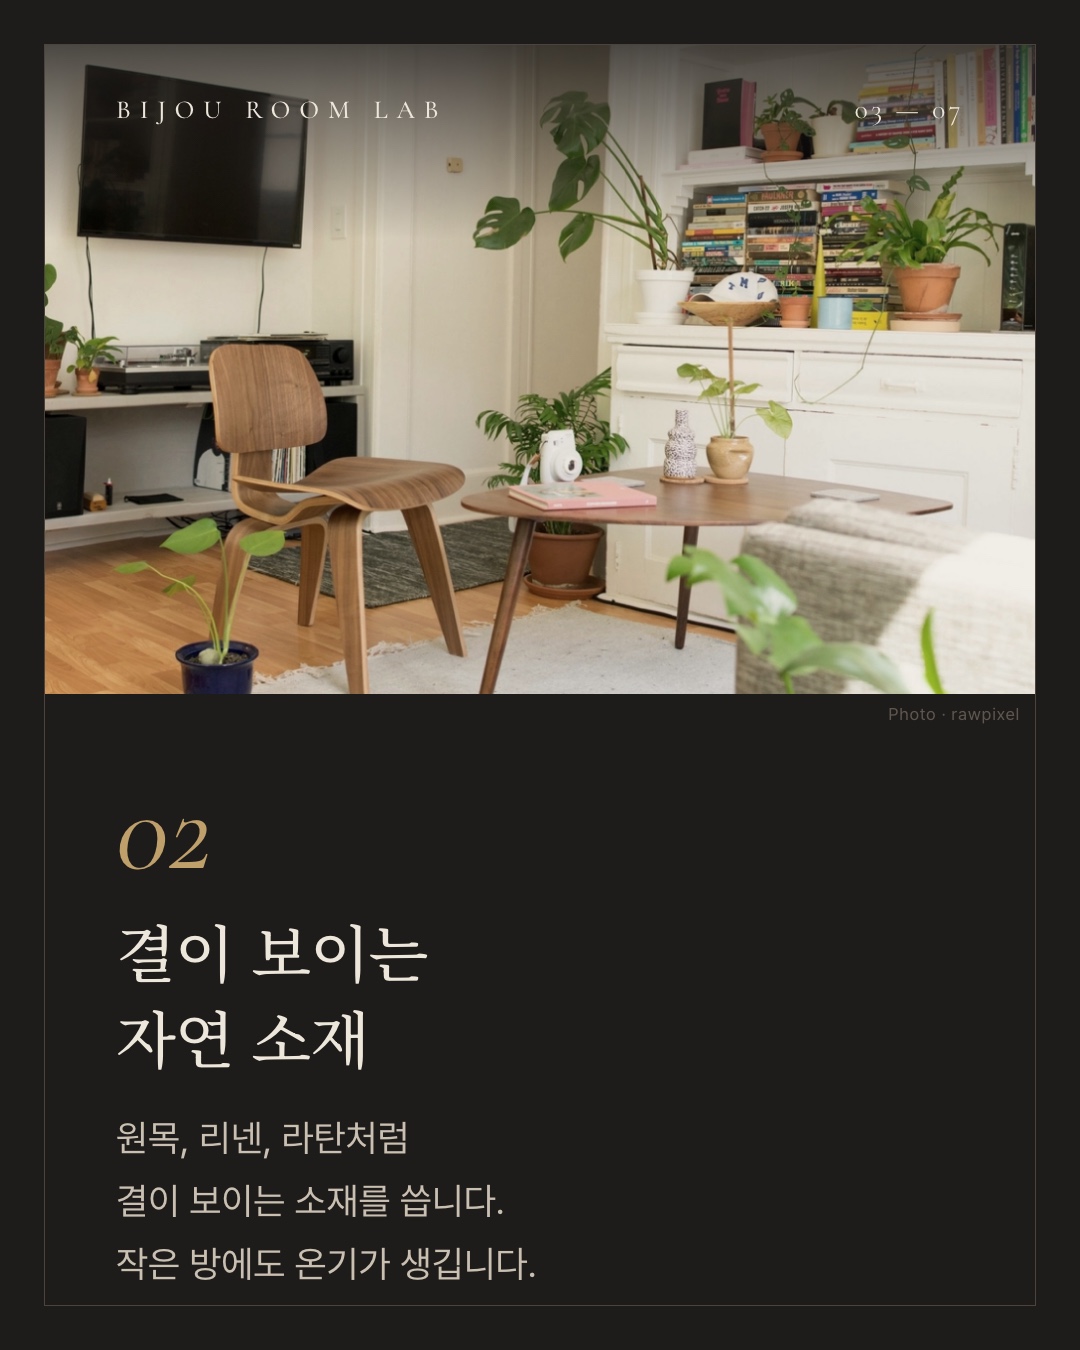 BIJOU ROOM LAB
03 — 07
Photo · rawpixel
02
결이 보이는
자연 소재
원목, 리넨, 라탄처럼
결이 보이는 소재를 씁니다.
작은 방에도 온기가 생깁니다.